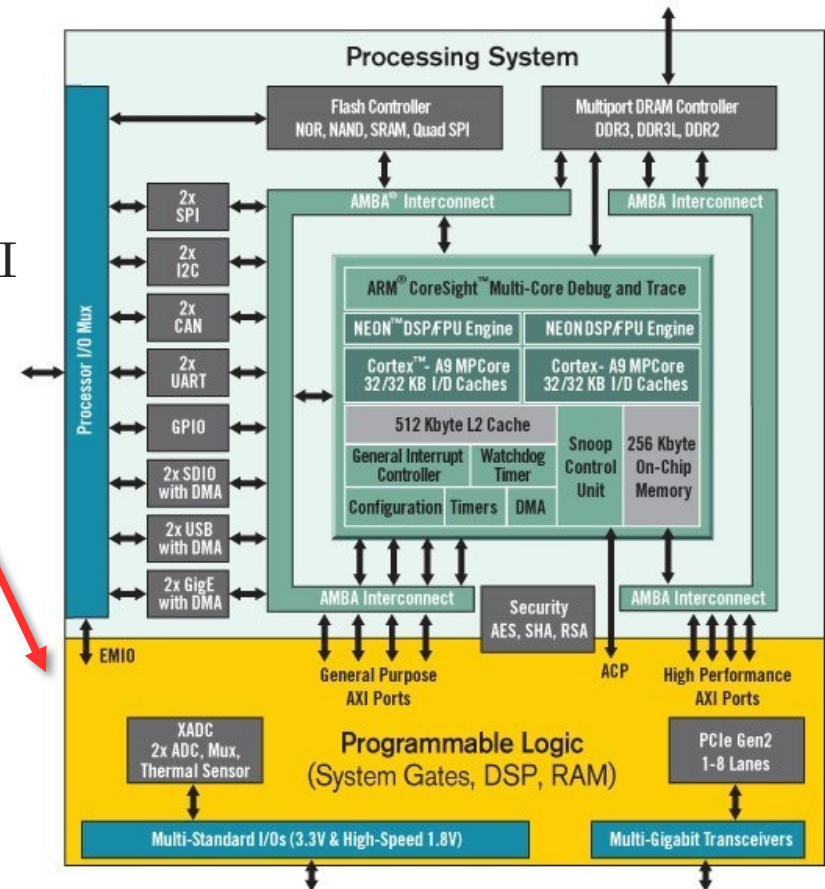 Processing System
Flash Controller
NOR, NAND, SRAM, Quad SPI
Multiport DRAM Controller
DDR3, DDR3L, DDR2
AMBA® Interconnect
AMBA Interconnect
I
Processor I/O Mux
2x
SPI
2x
I2C
2x
CAN
2x
UART
GPIO
2x SDIO
with DMA
2x USB
with DMA
2x GigE
with DMA
ARM® CoreSight™ Multi-Core Debug and Trace
NEON™ DSP/FPU Engine
NEON DSP/FPU Engine
Cortex™- A9 MPCore
32/32 KB I/D Caches
Cortex- A9 MPCore
32/32 KB I/D Caches
512 Kbyte L2 Cache
General Interrupt
Controller
Watchdog
Timer
Configuration
Timers
DMA
Snoop
Control
Unit
256 Kbyte
On-Chip
Memory
AMBA Interconnect
Security
AES, SHA, RSA
AMBA Interconnect
EMIO
General Purpose
AXI Ports
ACP
High Performance
AXI Ports
XADC
2x ADC, Mux,
Thermal Sensor
Programmable Logic
(System Gates, DSP, RAM)
PCIe Gen2
1-8 Lanes
Multi-Standard I/Os (3.3V & High-Speed 1.8V)
Multi-Gigabit Transceivers